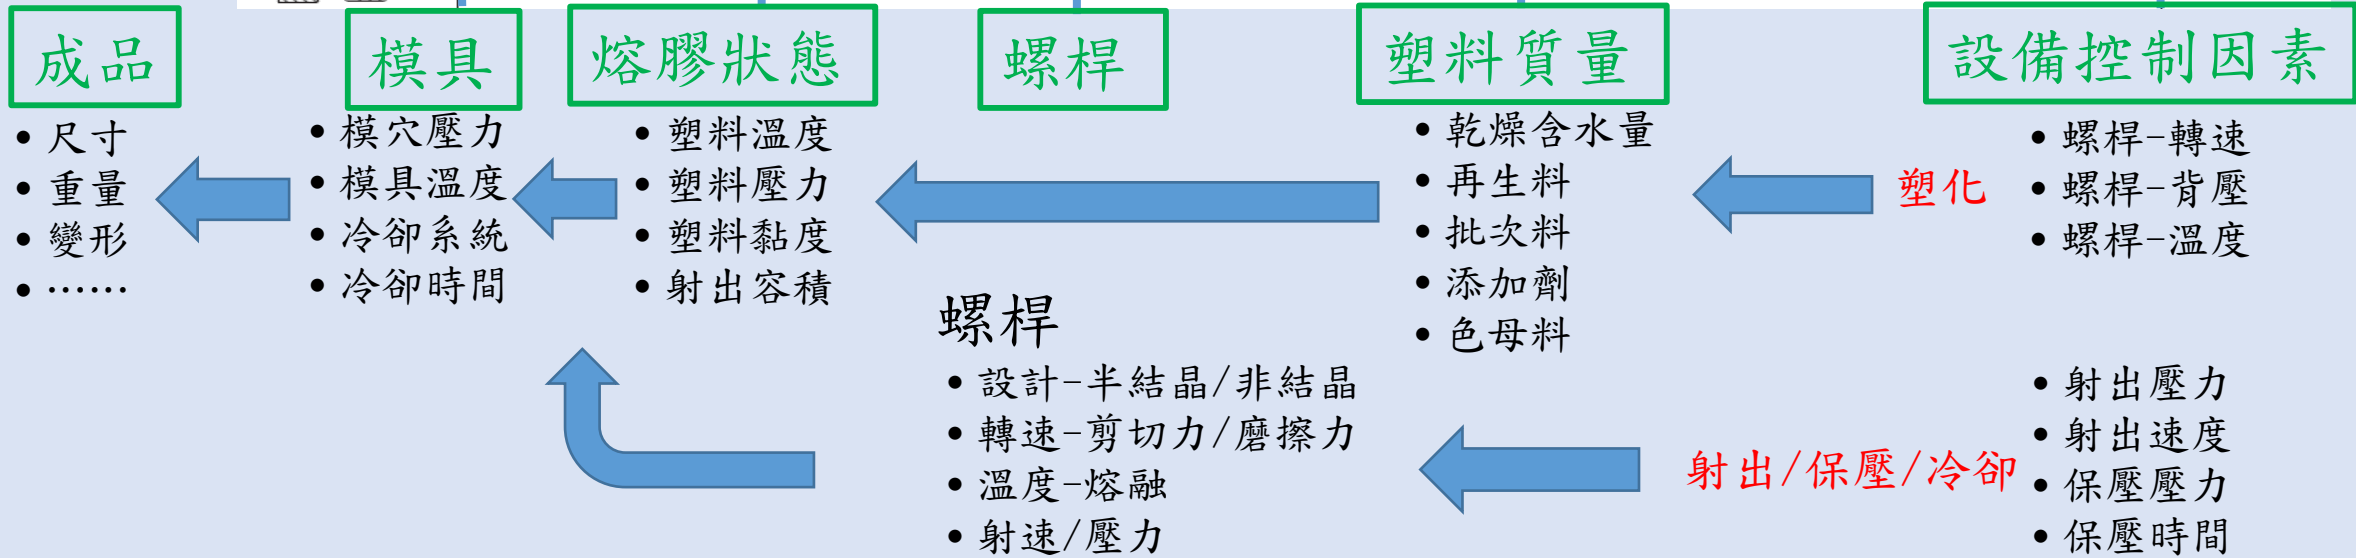 成品
• 尺寸
• 重量
• 變形
• ……
模具
• 模穴壓力
• 模具溫度
• 冷卻系統
• 冷卻時間
熔膠狀態
• 塑料溫度
• 塑料壓力
• 塑料黏度
• 射出容積
螺桿
螺桿
• 設計-半結晶/非結晶
• 轉速-剪切力/磨擦力
• 溫度-熔融
• 射速/壓力
塑料質量
• 乾燥含水量
• 再生料
• 批次料
• 添加劑
• 色母料
設備控制因素
塑化
• 螺桿-轉速
• 螺桿-背壓
• 螺桿-溫度
射出/保壓/冷卻
• 射出壓力
• 射出速度
• 保壓壓力
• 保壓時間